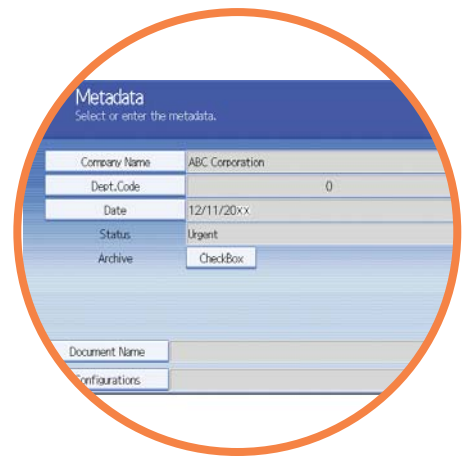 Metadata
Select or enter the metadata.
Company Name ABC Corporation
Dept.Code 0
Date 12/11/20xx
Status Urgent
Archive CheckBox
Document Name
Configurations